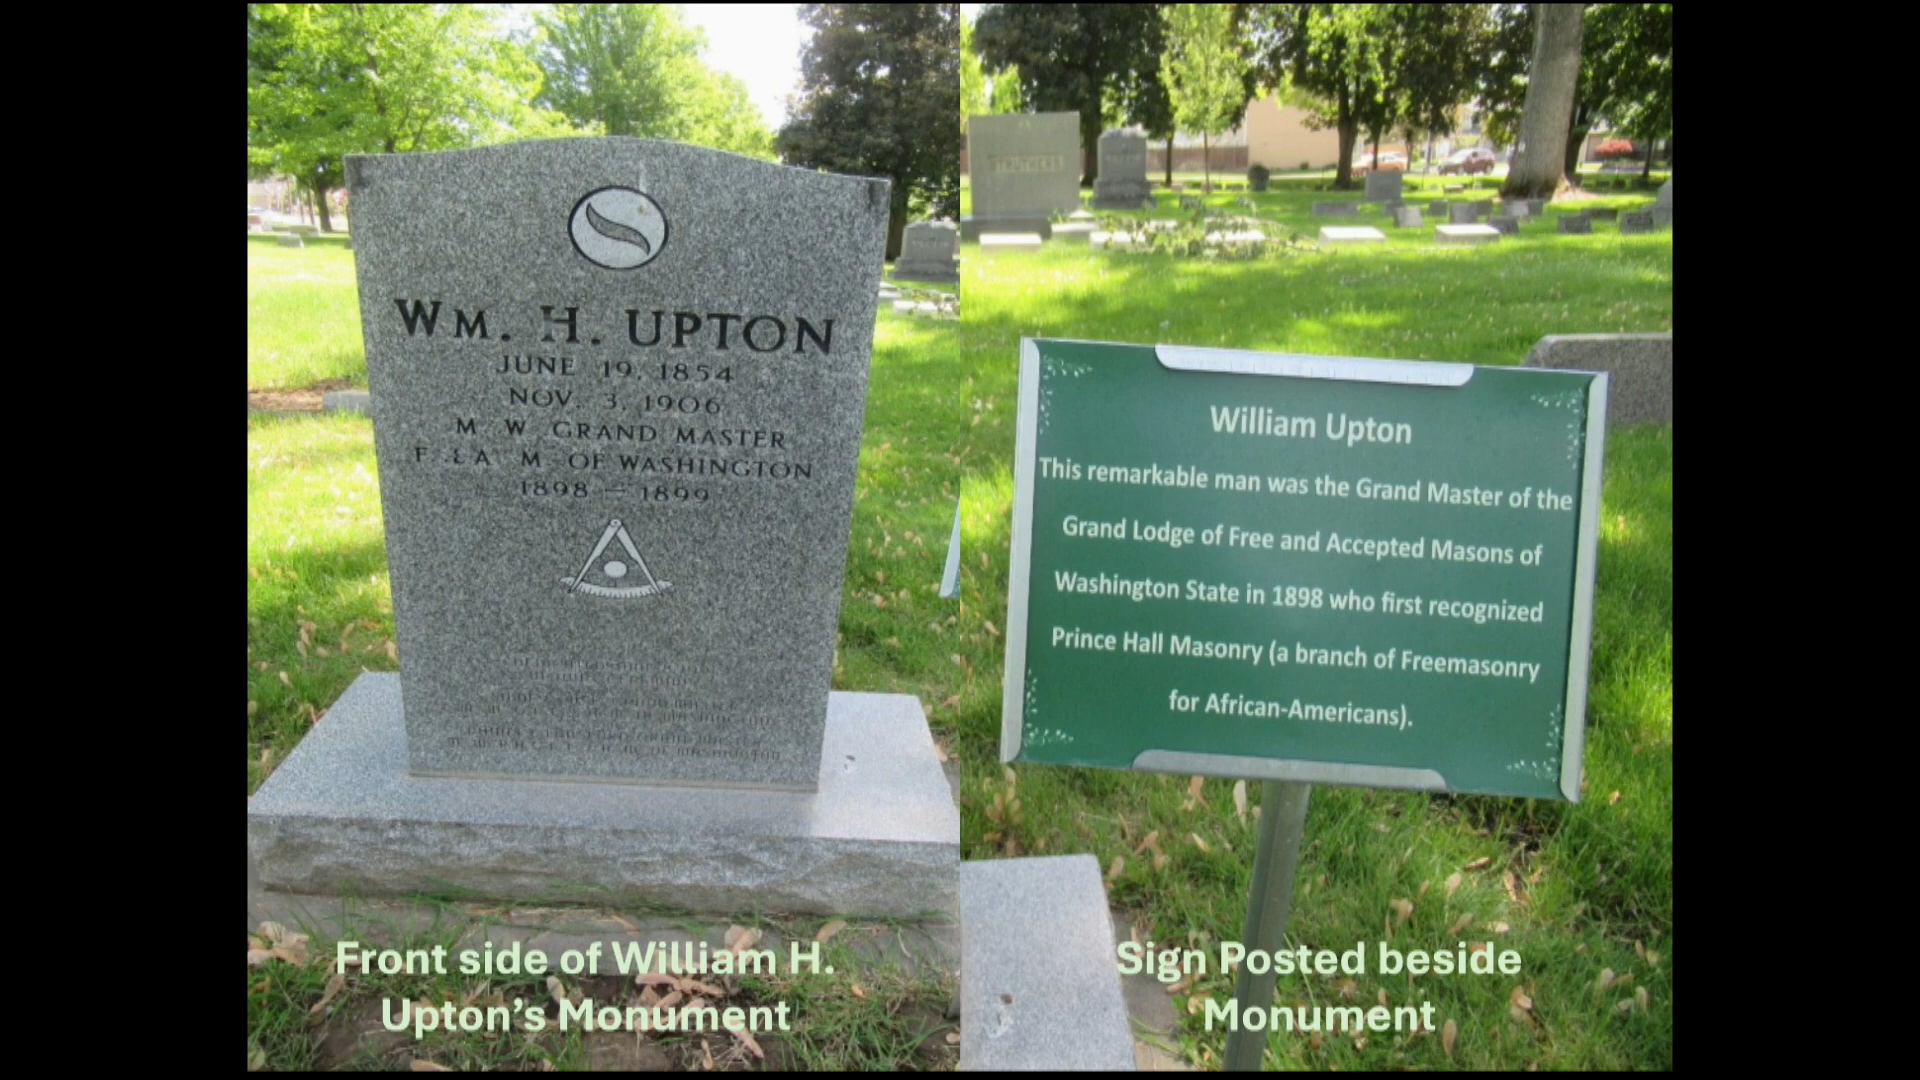 WM. H. UPTON
JUNE 19, 1854
NOV. 3, 1906
M W GRAND MASTER
F. & A M OF WASHINGTON
1898 – 1899
Front side of William H.
Upton's Monument
STRUTHERS
William Upton
This remarkable man was the Grand Master of the
Grand Lodge of Free and Accepted Masons of
Washington State in 1898 who first recognized
Prince Hall Masonry (a branch of Freemasonry
for African-Americans).
Sign Posted beside
Monument